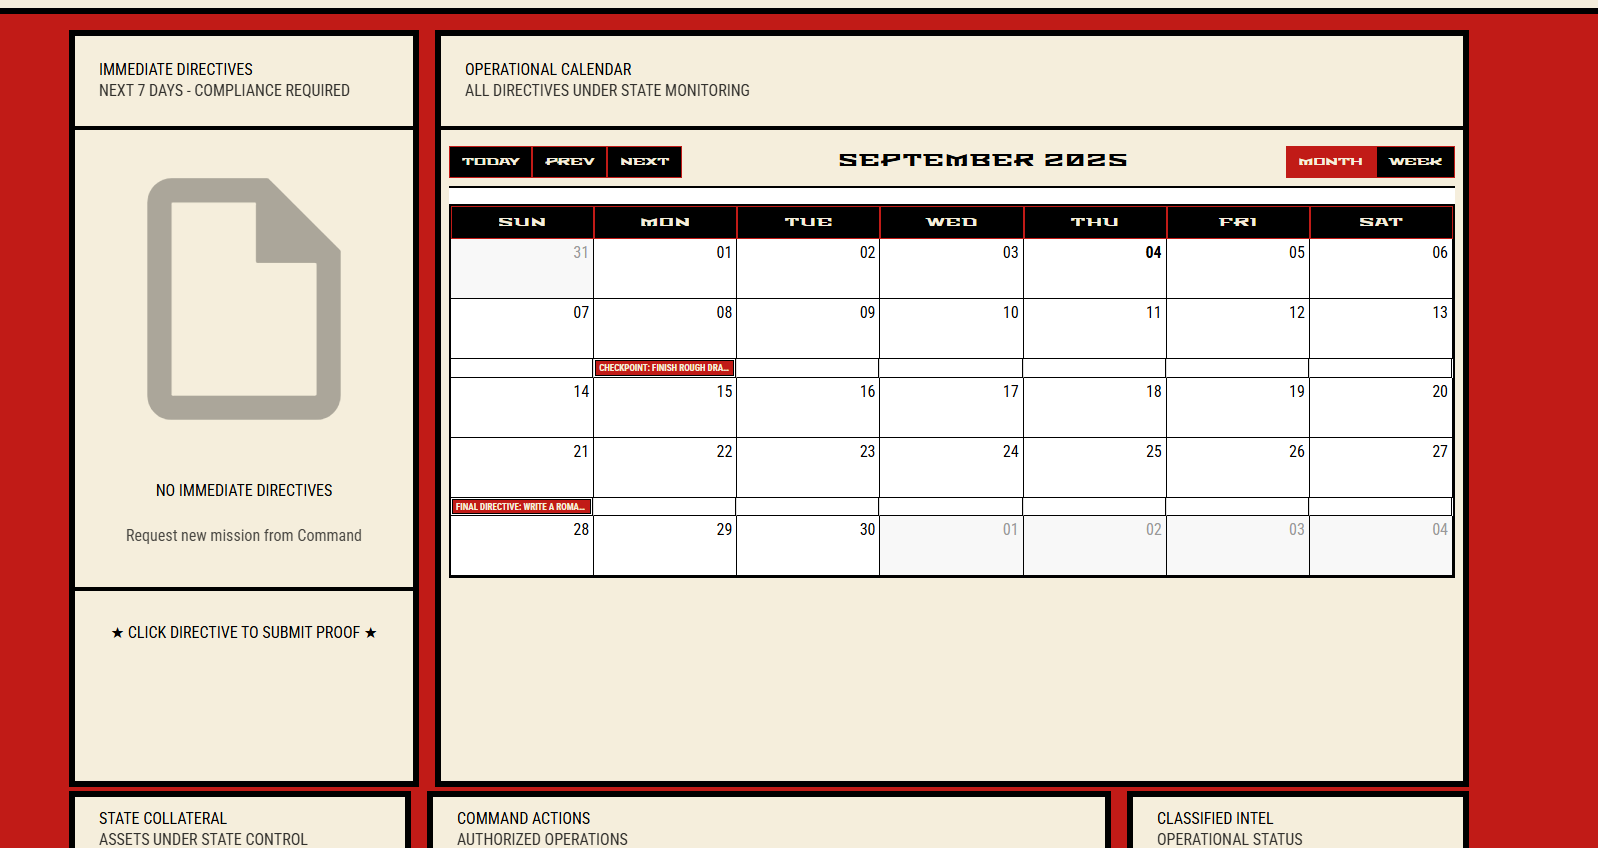 IMMEDIATE DIRECTIVES
NEXT 7 DAYS - COMPLIANCE REQUIRED
NO IMMEDIATE DIRECTIVES
Request new mission from Command
★ CLICK DIRECTIVE TO SUBMIT PROOF ★
OPERATIONAL CALENDAR
ALL DIRECTIVES UNDER STATE MONITORING
TODAY PREV NEXT SEPTEMBER 2025 MONTH WEEK
SUN MON TUE WED THU FRI SAT
31 01 02 03 04 05 06
07 08 09 10 11 12 13
CHECKPOINT: FINISH ROUGH DRA...
14 15 16 17 18 19 20
21 22 23 24 25 26 27
FINAL DIRECTIVE: WRITE A ROMA...
28 29 30 01 02 03 04
STATE COLLATERAL
ASSETS UNDER STATE CONTROL
COMMAND ACTIONS
AUTHORIZED OPERATIONS
CLASSIFIED INTEL
OPERATIONAL STATUS